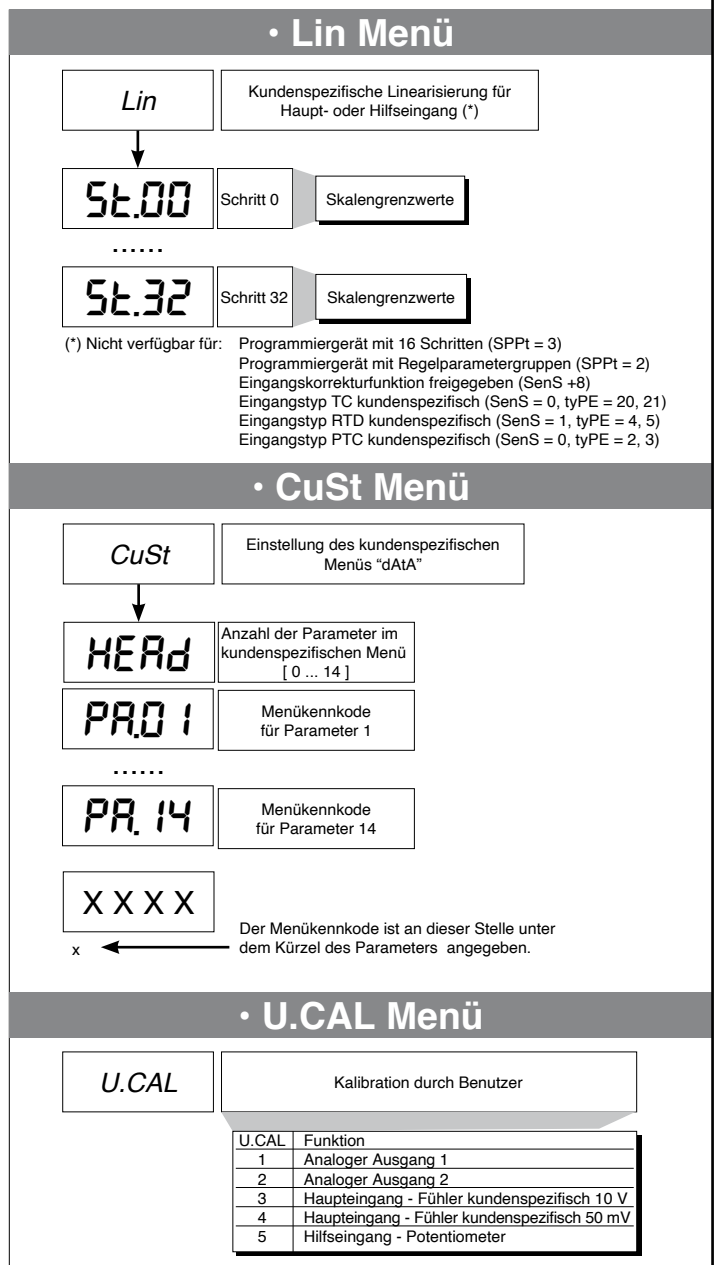 • Lin Menü
Lin
Kundenspezifische Linearisierung für
Haupt- oder Hilfseingang (*)
St.00
Schritt 0
Skalengrenzwerte
......
St.32
Schritt 32
Skalengrenzwerte
(*) Nicht verfügbar für: Programmiergerät mit 16 Schritten (SPPt = 3)
Programmiergerät mit Regelparametergruppen (SPPt = 2)
Eingangskorrekturfunktion freigegeben (SenS +8)
Eingangstyp TC kundenspezifisch (SenS = 0, tyPE = 20, 21)
Eingangstyp RTD kundenspezifisch (SenS = 1, tyPE = 4, 5)
Eingangstyp PTC kundenspezifisch (SenS = 0, tyPE = 2, 3)
• CuSt Menü
CuSt
Einstellung des kundenspezifischen
Menüs “dAtA”
HEAd
Anzahl der Parameter im
kundenspezifischen Menü
[ 0 ... 14 ]
PA.01
Menükennkode
für Parameter 1
......
PA.14
Menükennkode
für Parameter 14
X X X X
x
Der Menükennkode ist an dieser Stelle unter
dem Kürzel des Parameters angegeben.
• U.CAL Menü
U.CAL
Kalibration durch Benutzer
U.CAL Funktion
1 Analoger Ausgang 1
2 Analoger Ausgang 2
3 Haupteingang - Fühler kundenspezifisch 10 V
4 Haupteingang - Fühler kundenspezifisch 50 mV
5 Hilfseingang - Potentiometer